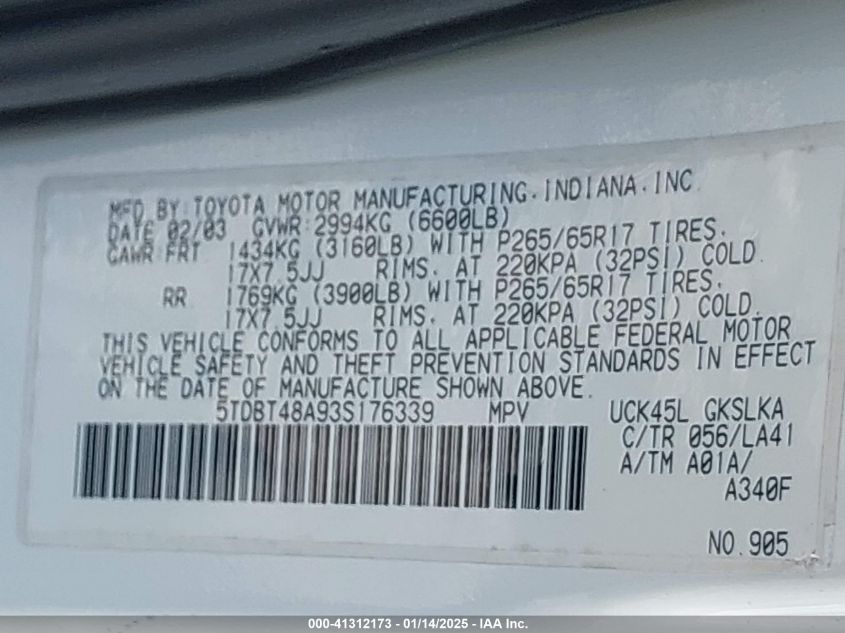 MFD BY: TOYOTA MOTOR MANUFACTURING. INDIANA. INC.
DATE 02/03 GVWR: 2994KG (6600LB)
GAWR: FRT 1434KG (3160LB) WITH P265/65R17 TIRES.
17X7.5JJ RIMS. AT 220KPA (32PSI) COLD.
RR 1769KG (3900LB) WITH P265/65R17 TIRES.
17X7.5JJ RIMS. AT 220KPA (32PSI) COLD.
THIS VEHICLE CONFORMS TO ALL APPLICABLE FEDERAL MOTOR
VEHICLE SAFETY AND THEFT PREVENTION STANDARDS IN EFFECT
ON THE DATE OF MANUFACTURE SHOWN ABOVE.
5TDBT48A93S176339 MPV UCK45L GKSLKA
C/TR 056/LA41
A/TM A01A/
A340F
NO.905
000-41312173 - 01/14/2025 - IAA Inc.